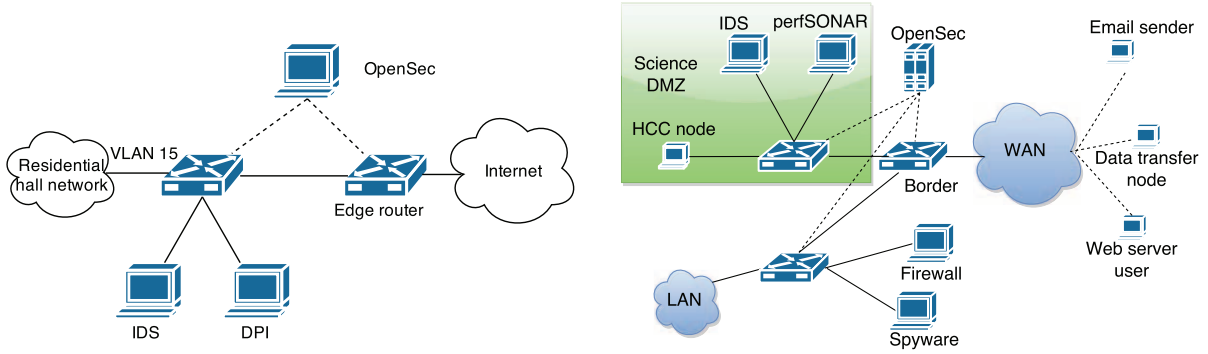 OpenSec
Residential
hall network
VLAN 15
Internet
Edge router
IDS
DPI
IDS
perfSONAR
OpenSec
Email sender
Science
DMZ
HCC node
WAN
Data transfer
node
Border
Web server
user
Firewall
LAN
Spyware